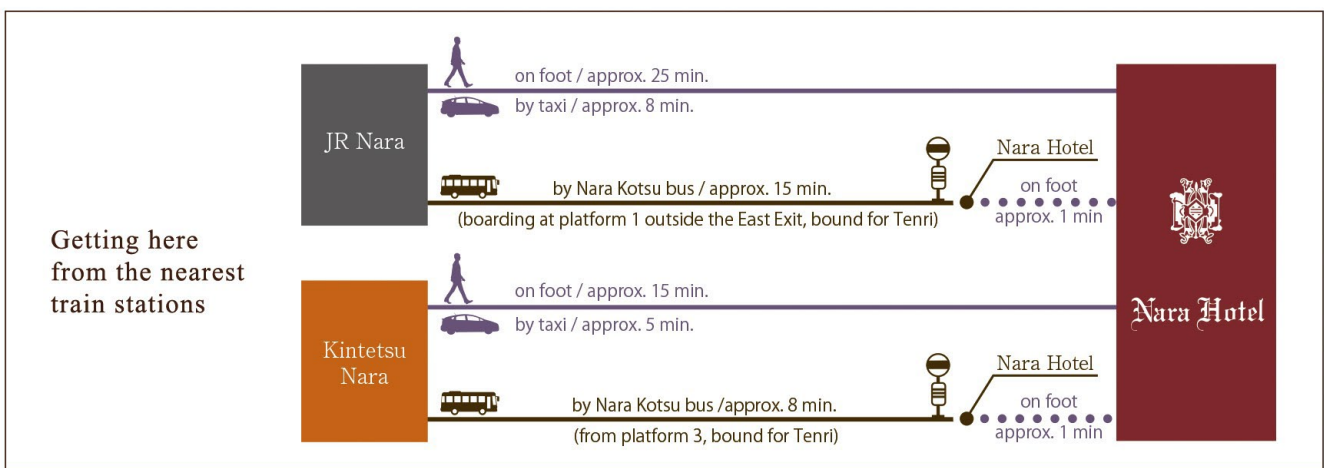 Getting here
from the nearest
train stations
JR Nara
on foot / approx. 25 min.
by taxi / approx. 8 min.
by Nara Kotsu bus / approx. 15 min.
(boarding at platform 1 outside the East Exit, bound for Tenri)
Nara Hotel
on foot
approx. 1 min
Kintetsu
Nara
on foot / approx. 15 min.
by taxi / approx. 5 min.
by Nara Kotsu bus /approx. 8 min.
(from platform 3, bound for Tenri)
Nara Hotel
on foot
approx. 1 min
Nara Hotel